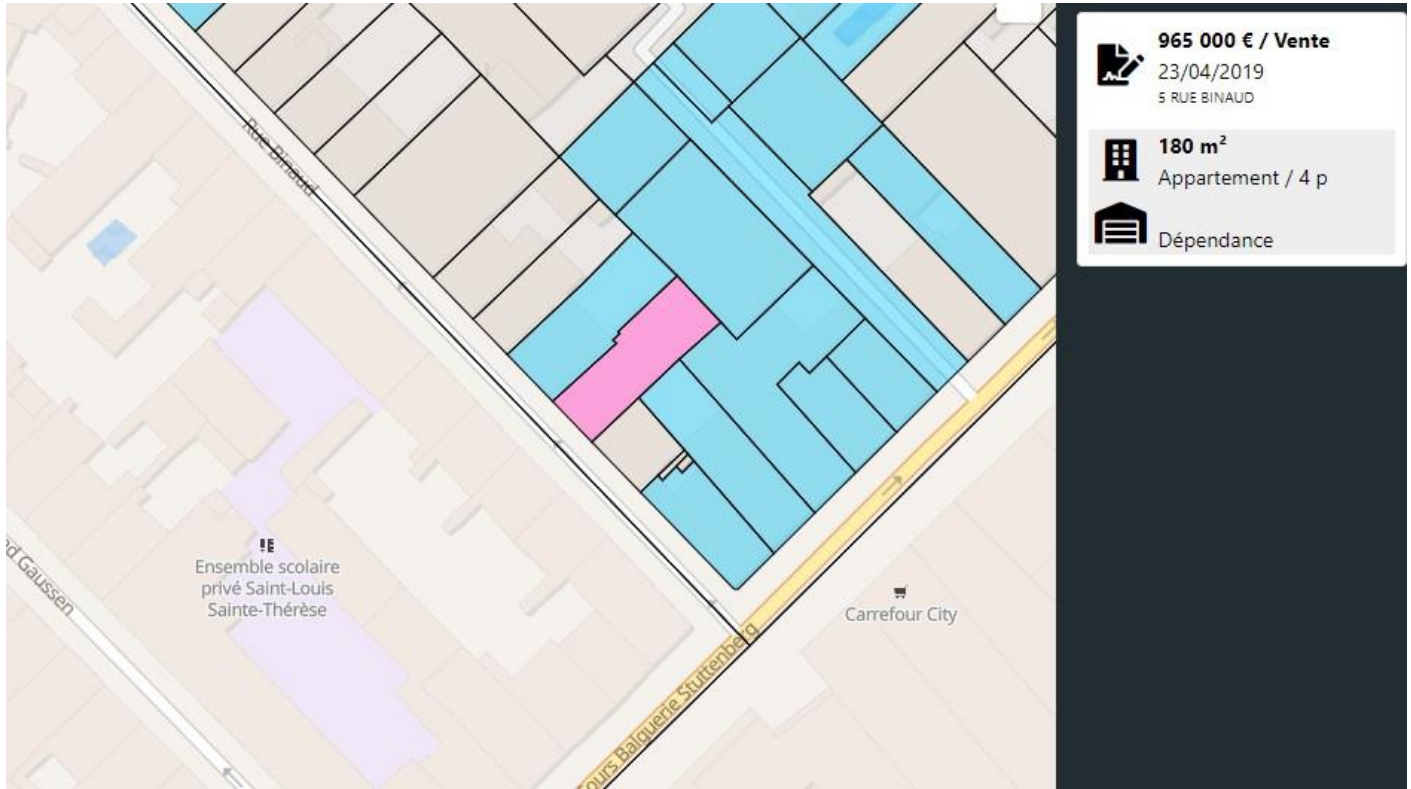 Rue Binaud
Ensemble scolaire
privé Saint-Louis
Sainte-Thérèse
Gaussen
Carrefour City
ours Balguerie Stuttenberg
965 000 € / Vente
23/04/2019
5 RUE BINAUD
180 m²
Appartement / 4 p
Dépendance